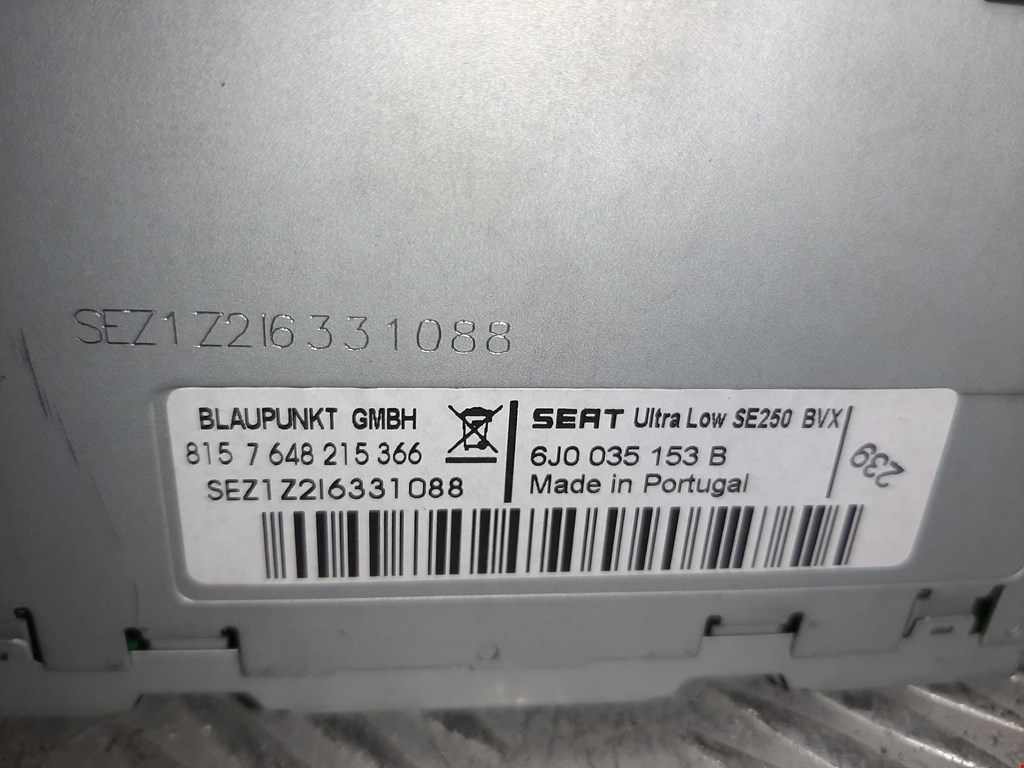 SEZ1Z2I6331088
BLAUPUNKT GMBH
815 7 648 215 366
SEZ1Z2I6331088
SEAT Ultra Low SE250 BVX
6J0 035 153 B
Made in Portugal
239